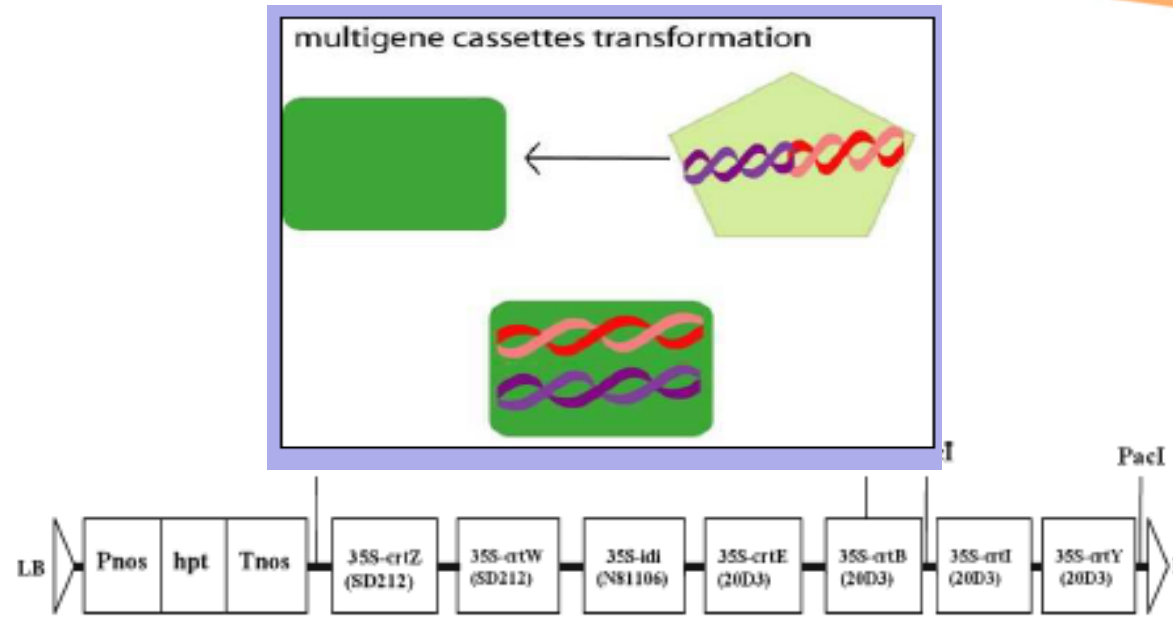 multigene cassettes transformation
PacI
LB
Pnos
hpt
Tnos
35S-crtZ
(SD212)
35S-crtW
(SD212)
35S-idi
(N81106)
35S-crtE
(20D3)
35S-crtB
(20D3)
35S-crtI
(20D3)
35S-crtY
(20D3)